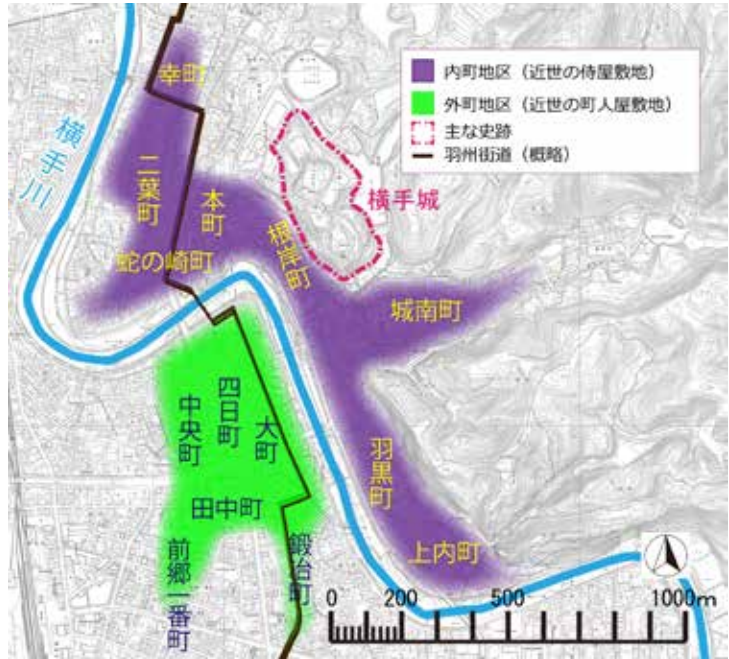 内町地区（近世の侍屋敷地）
外町地区（近世の町人屋敷地）
主な史跡
羽州街道（概略）
幸町
横手川
二葉町
本町
横手城
根岸町
蛇の崎町
城南町
四日町
中央町
大町
羽黒町
田中町
上内町
鍛冶町
前郷一番町
0 200 500 1000m